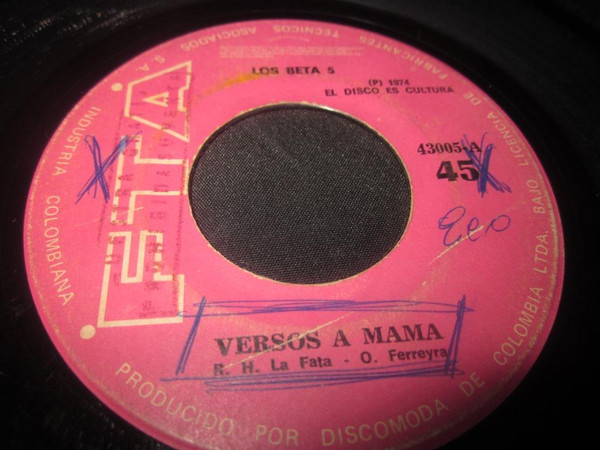 FTA
LOS BETA 5
(P) 1974
EL DISCO ES CULTURA
43005-A
45
VERSOS A MAMA
R. H. La Fata - O. Ferreyra
INDUSTRIA COLOMBIANA
PRODUCIDO POR DISCOMODA DE COLOMBIA LTDA. BAJO LICENCIA DE FABRICANTES TECNICOS ASOCIADOS S.A.